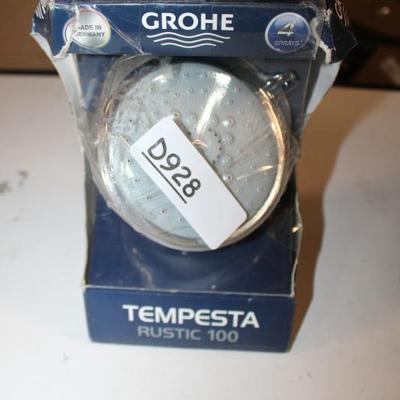 GROHE
MADE IN
GERMANY
4
SPRAYS
D928
TEMPESTA
RUSTIC 100